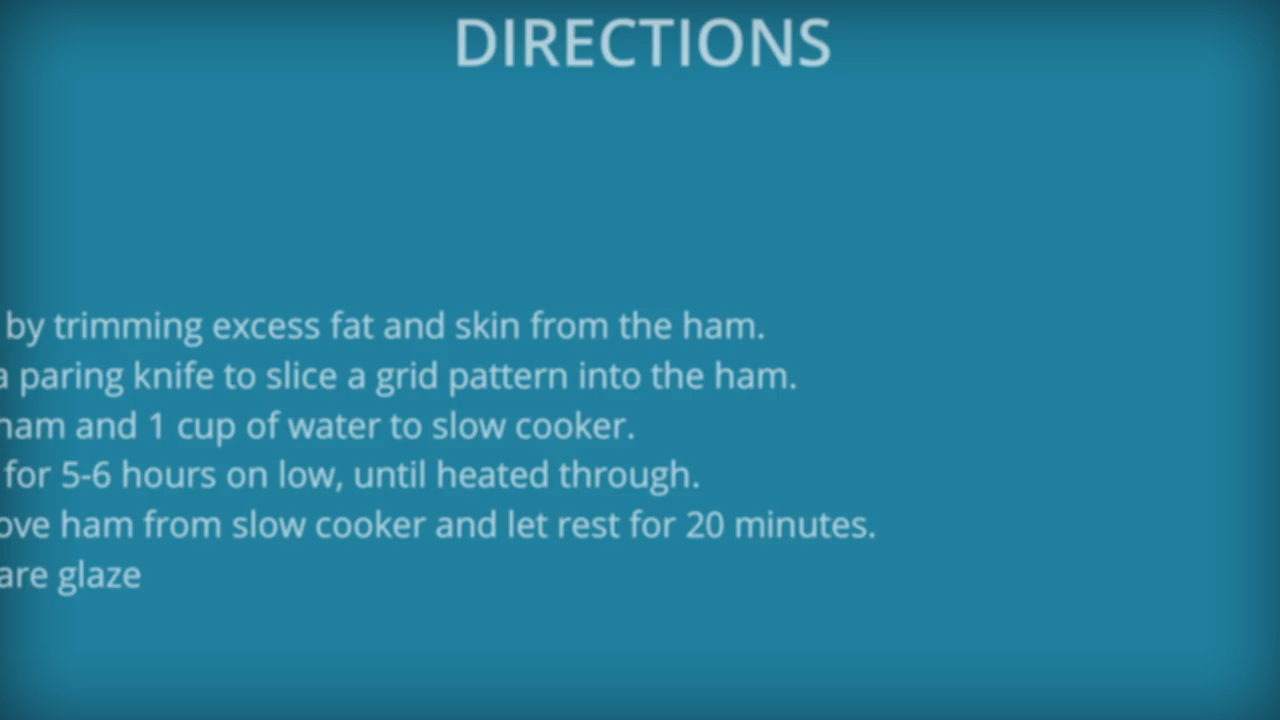 DIRECTIONS
by trimming excess fat and skin from the ham.
a paring knife to slice a grid pattern into the ham.
ham and 1 cup of water to slow cooker.
for 5-6 hours on low, until heated through.
ove ham from slow cooker and let rest for 20 minutes.
are glaze